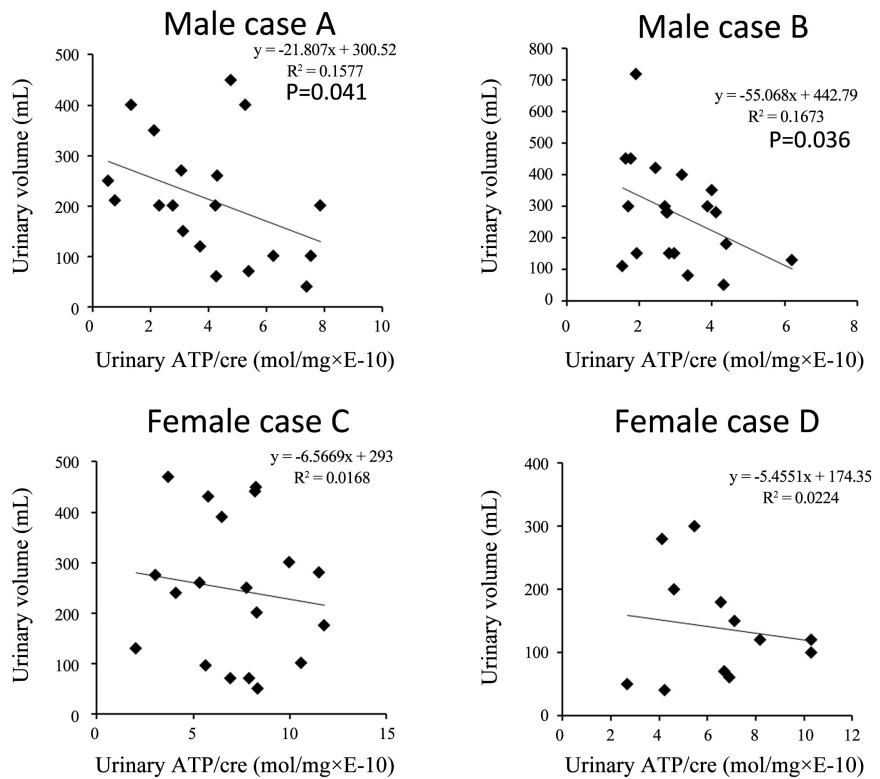 Male case A
y = -21.807x + 300.52
R² = 0.1577
P=0.041
Urinary volume (mL)
500
400
300
200
100
0
0 2 4 6 8 10
Urinary ATP/cre (mol/mg×E-10)
Male case B
y = -55.068x + 442.79
R² = 0.1673
P=0.036
Urinary volume (mL)
800
700
600
500
400
300
200
100
0
0 2 4 6 8
Urinary ATP/cre (mol/mg×E-10)
Female case C
y = -6.5669x + 293
R² = 0.0168
Urinary volume (mL)
500
400
300
200
100
0
0 5 10 15
Urinary ATP/cre (mol/mg×E-10)
Female case D
y = -5.4551x + 174.35
R² = 0.0224
Urinary volume (mL)
400
300
200
100
0
0 2 4 6 8 10 12
Urinary ATP/cre (mol/mg×E-10)